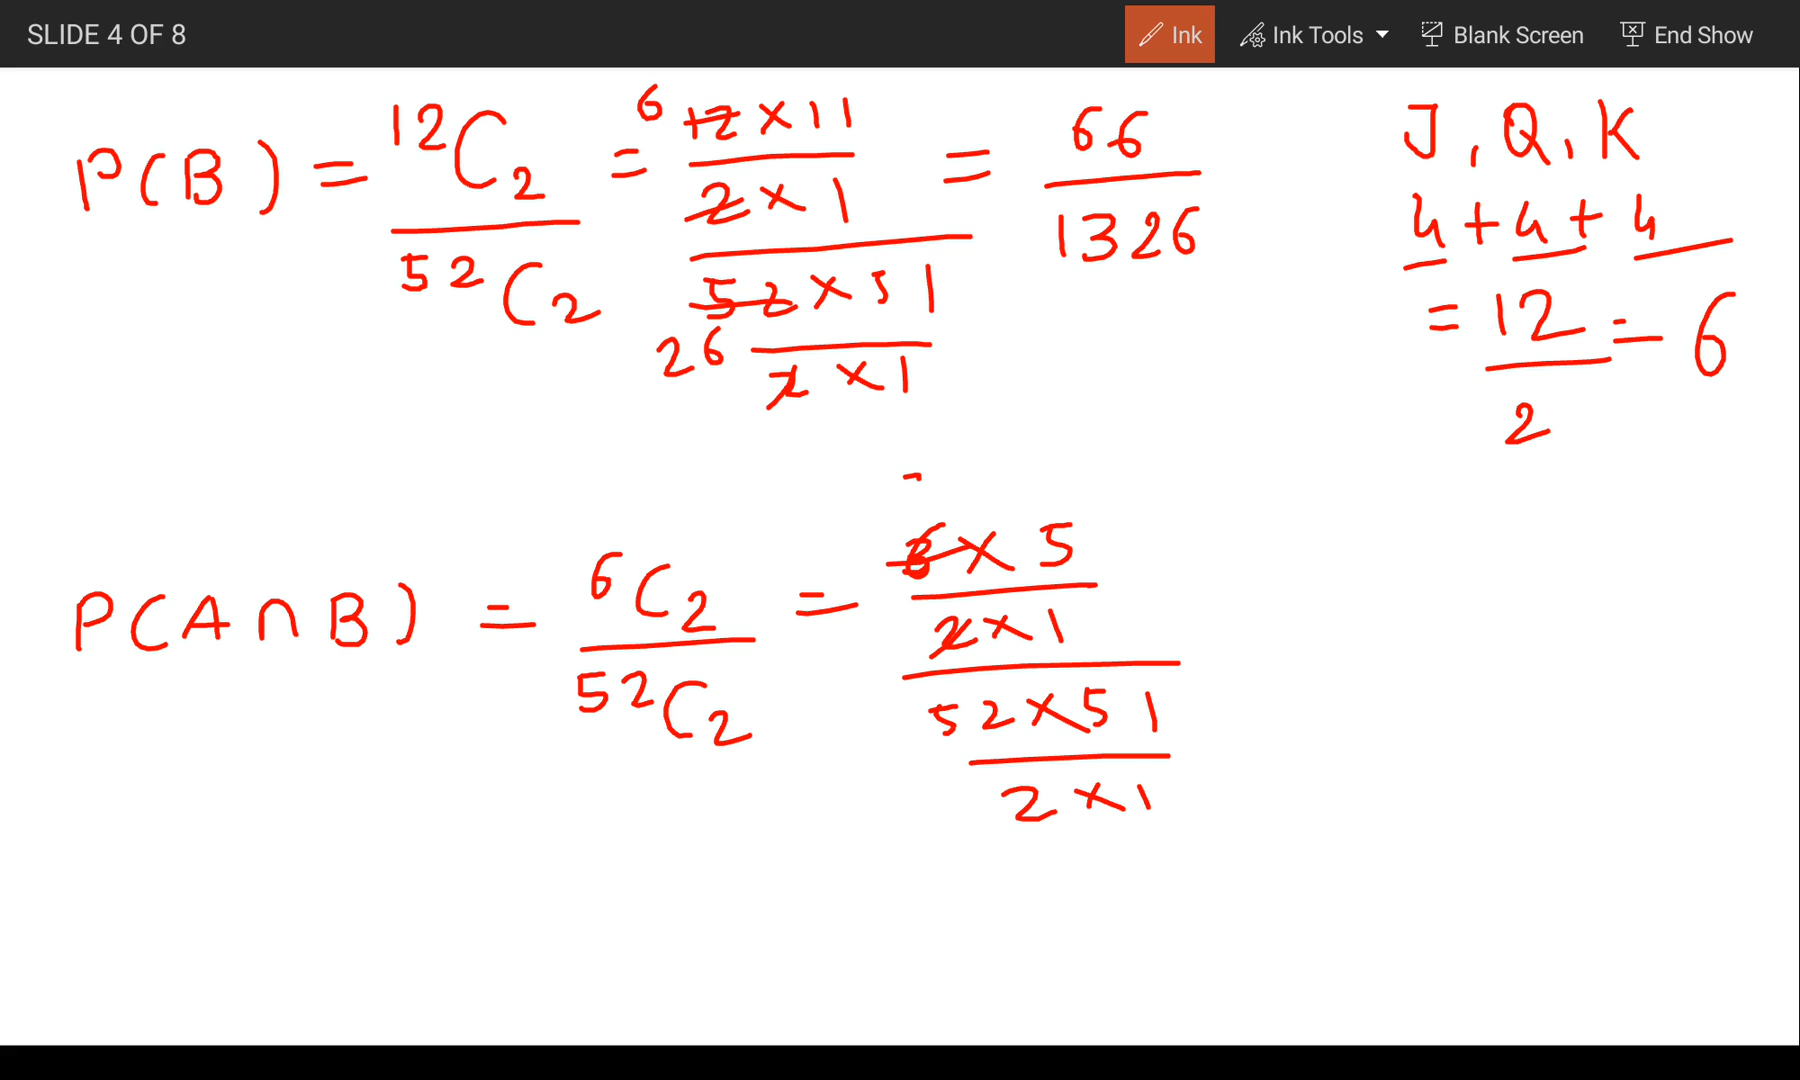 SLIDE 4 OF 8 Ink Ink Tools Blank Screen End Show
P(B) = 12C2 / 52C2 = 6 12 × 11 / 2 × 1 / 52 × 51 / 2 × 1 26 = 66 / 1326
J, Q, K
4 + 4 + 4
= 12 / 2 = 6
P(A ∩ B) = 6C2 / 52C2 = 6 × 5 / 2 × 1 / 52 × 51 / 2 × 1